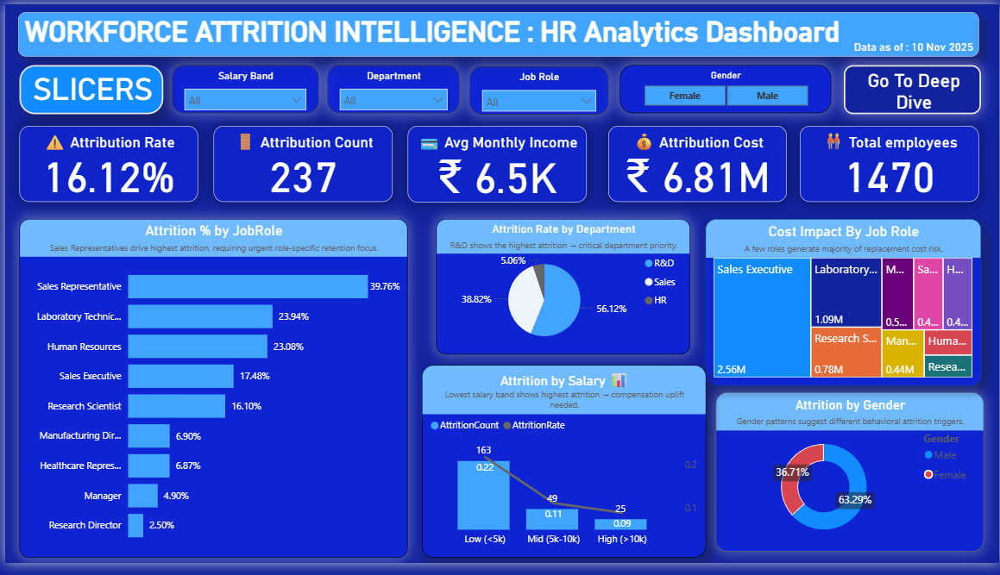 WORKFORCE ATTRITION INTELLIGENCE : HR Analytics Dashboard
Data as of : 10 Nov 2025
SLICERS
Salary Band
All
Department
All
Job Role
All
Gender
Female
Male
Go To Deep
Dive
Attribution Rate
16.12%
Attribution Count
237
Avg Monthly Income
₹ 6.5K
Attribution Cost
₹ 6.81M
Total employees
1470
Attrition % by JobRole
Sales Representatives drive highest attrition, requiring urgent role-specific retention focus.
Sales Representative
39.76%
Laboratory Technic...
23.94%
Human Resources
23.08%
Sales Executive
17.48%
Research Scientist
16.10%
Manufacturing Dir...
6.90%
Healthcare Repres...
6.87%
Manager
4.90%
Research Director
2.50%
Attrition Rate by Department
R&D shows the highest attrition → critical department priority.
5.06%
38.82%
56.12%
R&D
Sales
HR
Attrition by Salary
Lowest salary band shows highest attrition → compensation uplift
needed.
AttritionCount
AttritionRate
163
0.22
49
0.11
25
0.09
0.2
0.1
Low (<5k)
Mid (5k-10k)
High (>10k)
Cost Impact By Job Role
A few roles generate majority of replacement cost risk.
Sales Executive
2.56M
Laboratory...
1.09M
Research S...
0.78M
M...
0.5...
Sa...
0.4...
H...
0.4...
Man...
0.44M
Huma...
Resea...
Attrition by Gender
Gender patterns suggest different behavioral attrition triggers.
Gender
Male
Female
36.71%
63.29%